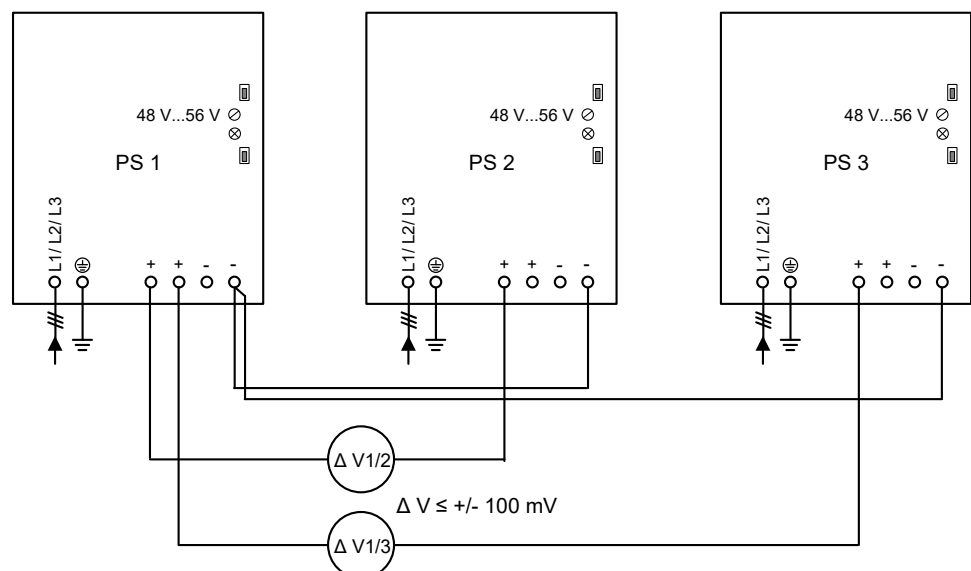 48 V...56 V
PS 1
L1/ L2/ L3
+ + - -
48 V...56 V
PS 2
L1/ L2/ L3
+ + - -
48 V...56 V
PS 3
L1/ L2/ L3
+ + - -
Δ V1/2
Δ V ≤ +/- 100 mV
Δ V1/3